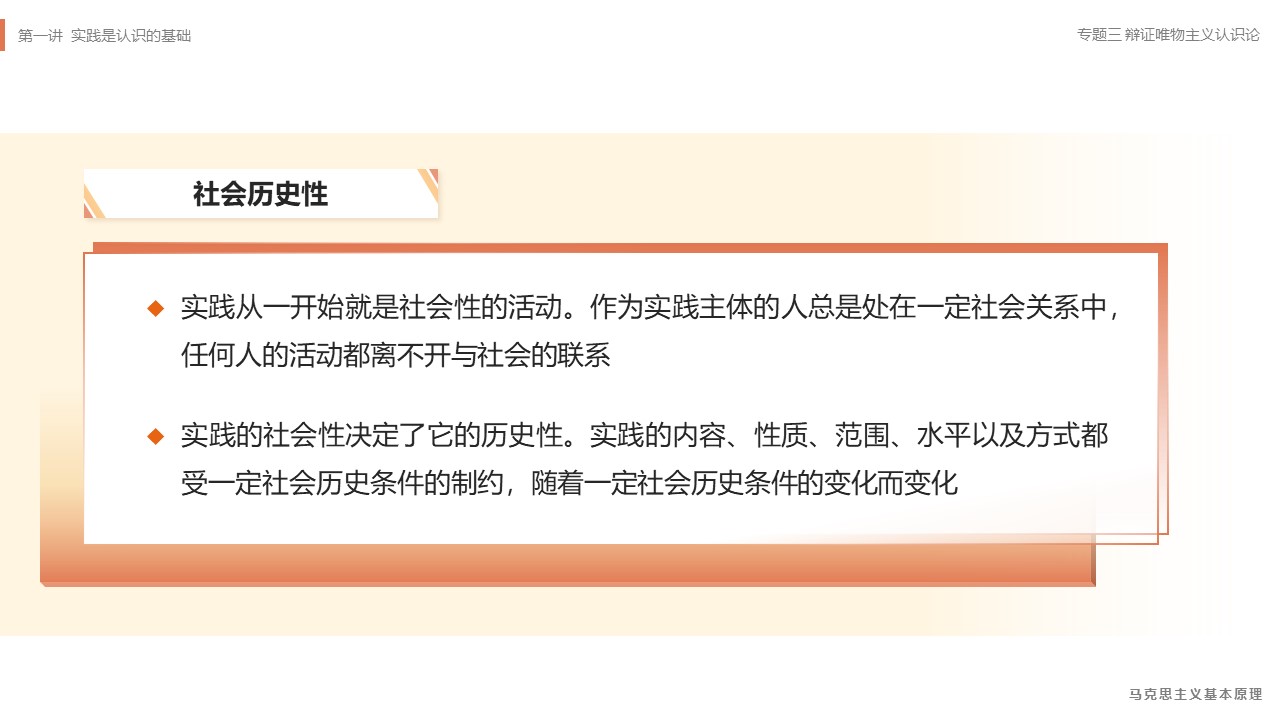 第一讲 实践是认识的基础
专题三 辩证唯物主义认识论
社会历史性
实践从一开始就是社会性的活动。作为实践主体的人总是处在一定社会关系中，
任何人的活动都离不开与社会的联系
实践的社会性决定了它的历史性。实践的内容、性质、范围、水平以及方式都
受一定社会历史条件的制约，随着一定社会历史条件的变化而变化
马克思主义基本原理